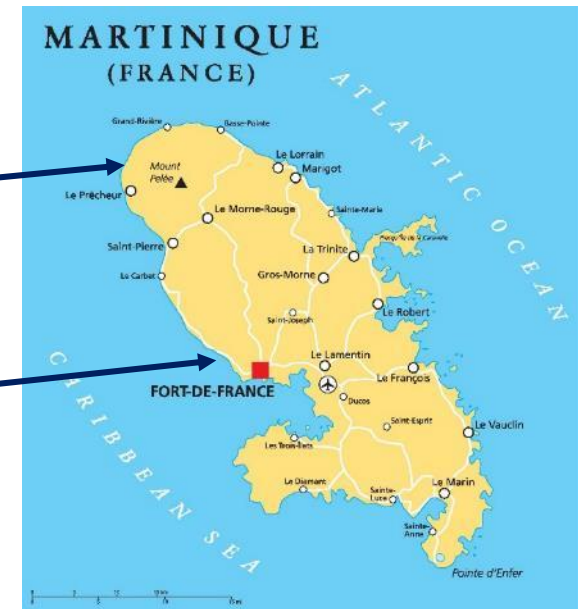 MARTINIQUE
(FRANCE)
ATLANTIC OCEAN
Grand-Rivière
Basse-Pointe
Le Lorrain
Marigot
Mount
Pelée
Le Prêcheur
Le Morne-Rouge
Sainte-Marie
Saint-Pierre
La Trinite
Gros-Morne
Le Carbet
Saint-Joseph
Le Robert
Le Lamentin
Le François
FORT-DE-FRANCE
Ducos
Saint-Esprit
Le Vauclin
Les Trois-Îlets
Le Diamant
Sainte-
Luce
Le Marin
Sainte-
Anne
Pointe d'Enfer
CARIBBEAN SEA